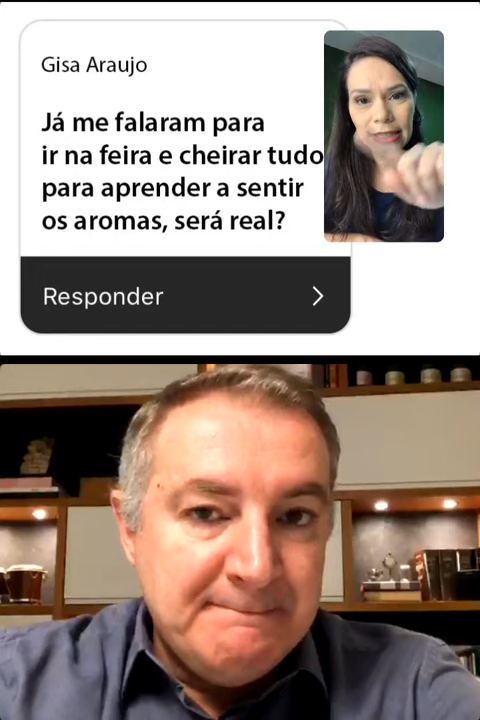 Gisa Araujo
Já me falaram para
ir na feira e cheirar tudo
para aprender a sentir
os aromas, será real?
Responder